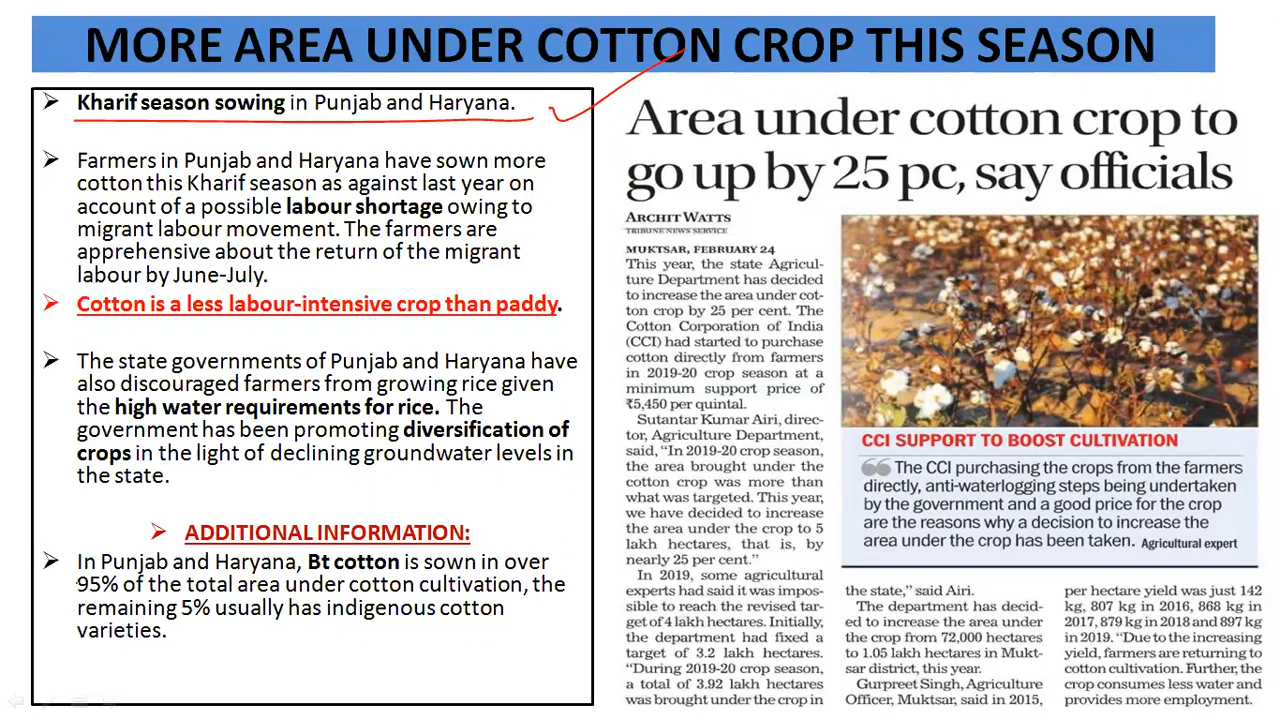 MORE AREA UNDER COTTON CROP THIS SEASON
Kharif season sowing in Punjab and Haryana.
Farmers in Punjab and Haryana have sown more
cotton this Kharif season as against last year on
account of a possible labour shortage owing to
migrant labour movement. The farmers are
apprehensive about the return of the migrant
labour by June-July.
Cotton is a less labour-intensive crop than paddy.
The state governments of Punjab and Haryana have
also discouraged farmers from growing rice given
the high water requirements for rice. The
government has been promoting diversification of
crops in the light of declining groundwater levels in
the state.
ADDITIONAL INFORMATION:
In Punjab and Haryana, Bt cotton is sown in over
95% of the total area under cotton cultivation, the
remaining 5% usually has indigenous cotton
varieties.
Area under cotton crop to
go up by 25 pc, say officials
ARCHIT WATTS
TRIBUNE NEWS SERVICE
MUKTSAR, FEBRUARY 24
This year, the state Agricul-
ture Department has decided
to increase the area under cot-
ton crop by 25 per cent. The
Cotton Corporation of India
(CCI) had started to purchase
cotton directly from farmers
in 2019-20 crop season at a
minimum support price of
₹5,450 per quintal.
Sutantar Kumar Airi, direc-
tor, Agriculture Department,
said, “In 2019-20 crop season,
the area brought under the
cotton crop was more than
what was targeted. This year,
we have decided to increase
the area under the crop to 5
lakh hectares, that is, by
nearly 25 per cent.”
In 2019, some agricultural
experts had said it was impos-
sible to reach the revised tar-
get of 4 lakh hectares. Initially,
the department had fixed a
target of 3.2 lakh hectares.
“During 2019-20 crop season,
a total of 3.92 lakh hectares
was brought under the crop in
CCI SUPPORT TO BOOST CULTIVATION
The CCI purchasing the crops from the farmers
directly, anti-waterlogging steps being undertaken
by the government and a good price for the crop
are the reasons why a decision to increase the
area under the crop has been taken. Agricultural expert
the state,” said Airi.
The department has decid-
ed to increase the area under
the crop from 72,000 hectares
to 1.05 lakh hectares in Mukt-
sar district, this year.
Gurpreet Singh, Agriculture
Officer, Muktsar, said in 2015,
per hectare yield was just 142
kg, 807 kg in 2016, 868 kg in
2017, 879 kg in 2018 and 897 kg
in 2019. “Due to the increasing
yield, farmers are returning to
cotton cultivation. Further, the
crop consumes less water and
provides more employment.